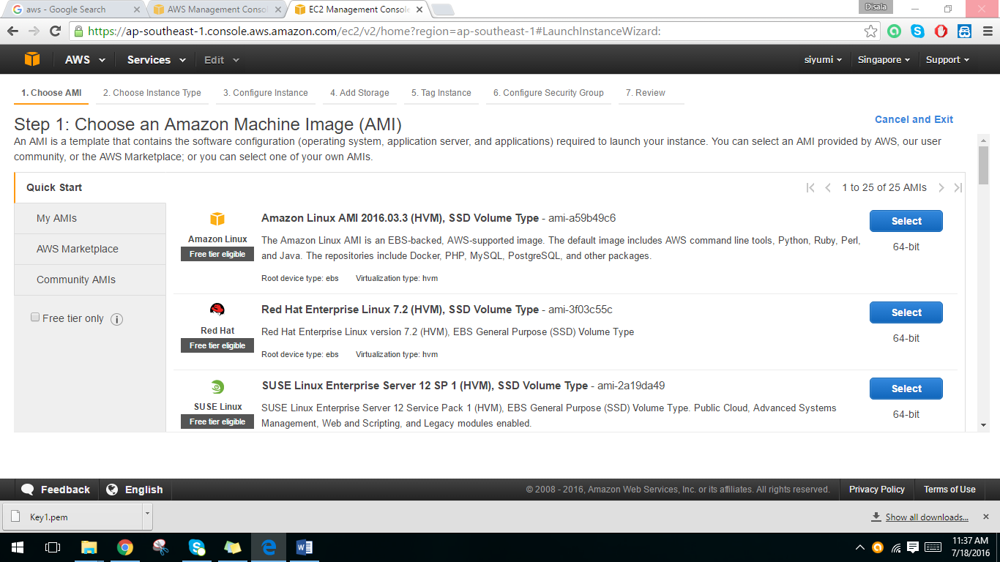 aws - Google Search
AWS Management Consol
EC2 Management Console
Disala
https://ap-southeast-1.console.aws.amazon.com/ec2/v2/home?region=ap-southeast-1#LaunchInstanceWizard:
AWS Services Edit siyumi Singapore Support
1. Choose AMI 2. Choose Instance Type 3. Configure Instance 4. Add Storage 5. Tag Instance 6. Configure Security Group 7. Review
Step 1: Choose an Amazon Machine Image (AMI)
Cancel and Exit
An AMI is a template that contains the software configuration (operating system, application server, and applications) required to launch your instance. You can select an AMI provided by AWS, our user
community, or the AWS Marketplace; or you can select one of your own AMIs.
Quick Start
My AMIs
AWS Marketplace
Community AMIs
Free tier only
1 to 25 of 25 AMIs
Amazon Linux
Free tier eligible
Amazon Linux AMI 2016.03.3 (HVM), SSD Volume Type - ami-a59b49c6
The Amazon Linux AMI is an EBS-backed, AWS-supported image. The default image includes AWS command line tools, Python, Ruby, Perl,
and Java. The repositories include Docker, PHP, MySQL, PostgreSQL, and other packages.
Root device type: ebs Virtualization type: hvm
Select
64-bit
Red Hat
Free tier eligible
Red Hat Enterprise Linux 7.2 (HVM), SSD Volume Type - ami-3f03c55c
Red Hat Enterprise Linux version 7.2 (HVM), EBS General Purpose (SSD) Volume Type
Root device type: ebs Virtualization type: hvm
Select
64-bit
SUSE Linux
Free tier eligible
SUSE Linux Enterprise Server 12 SP 1 (HVM), SSD Volume Type - ami-2a19da49
SUSE Linux Enterprise Server 12 Service Pack 1 (HVM), EBS General Purpose (SSD) Volume Type. Public Cloud, Advanced Systems
Management, Web and Scripting, and Legacy modules enabled.
Select
64-bit
Feedback English © 2008 - 2016, Amazon Web Services, Inc. or its affiliates. All rights reserved. Privacy Policy Terms of Use
Key1.pem
Show all downloads...
11:37 AM
7/18/2016